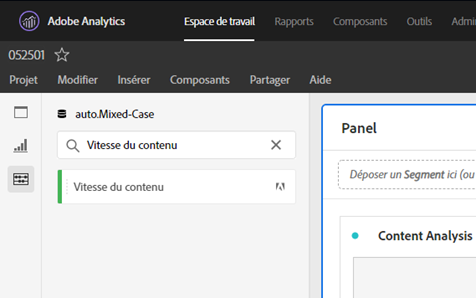 Adobe Analytics
Espace de travail Rapports Composants Outils Admi
052501
Projet Modifier Insérer Composants Partager Aide
auto.Mixed-Case
Vitesse du contenu
Vitesse du contenu
Panel
Déposer un Segment ici (ou
Content Analysis